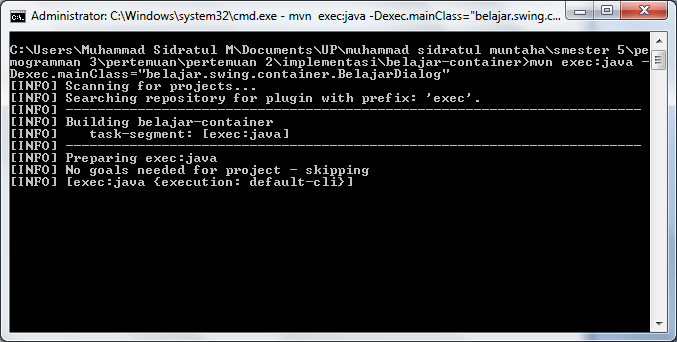 Administrator: C:\Windows\system32\cmd.exe - mvn exec:java -Dexec.mainClass="belajar.swing.c...
C:\Users\Muhammad Sidratul M\Documents\UP\muhammad sidratul muntaha\smester 5\pe
mogramman 3\pertemuan\pertemuan 2\implementasi\belajar-container>mvn exec:java -
Dexec.mainClass="belajar.swing.container.BelajarDialog"
[INFO] Scanning for projects...
[INFO] Searching repository for plugin with prefix: 'exec'.
[INFO] ------------------------------------------------------------------------
[INFO] Building belajar-container
[INFO]    task-segment: [exec:java]
[INFO] ------------------------------------------------------------------------
[INFO] Preparing exec:java
[INFO] No goals needed for project - skipping
[INFO] [exec:java {execution: default-cli}]